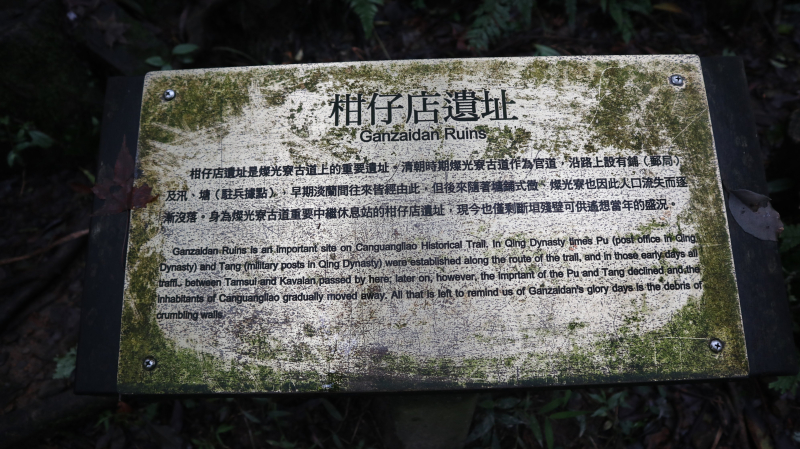 柑仔店遺址
Ganzaidan Ruins
柑仔店遺址是燦光寮古道上的重要遺址。清朝時期燦光寮古道作為官道，沿路上設有鋪（郵局）
及汛、塘（駐兵據點），早期淡蘭間往來皆經由此，但後來隨著塘鋪式微，燦光寮也因此人口流失而逐
漸沒落。身為燦光寮古道重要中繼休息站的柑仔店遺址，現今也僅剩斷垣殘壁可供遙想當年的盛況。
Ganzaidan Ruins is an important site on Canguangliao Historical Trail. In Qing Dynasty times Pu (post office in Qing
Dynasty) and Tang (military posts in Qing Dynasty) were established along the route of the trail, and in those early days all
between Tamsui and Kavalan passed by here; later on, however, the imprtant of the Pu and Tang declined and the
inhabitants of Canguangliao gradually moved away. All that is left to remind us of Ganzaidan's glory days is the debris of
crumbling walls.